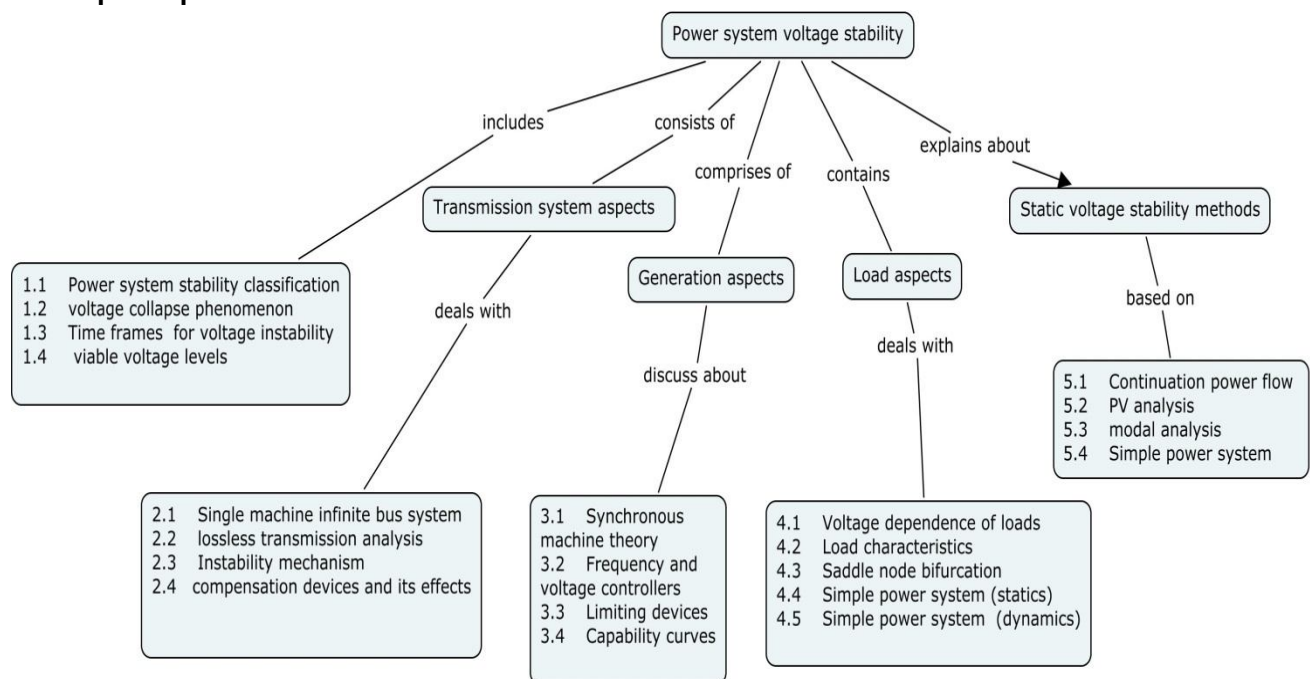 Power system voltage stability
includes
consists of
comprises of
contains
explains about
Transmission system aspects
Generation aspects
Load aspects
Static voltage stability methods
1.1 Power system stability classification
1.2 voltage collapse phenomenon
1.3 Time frames for voltage instability
1.4 viable voltage levels
deals with
discuss about
deals with
based on
2.1 Single machine infinite bus system
2.2 lossless transmission analysis
2.3 Instability mechanism
2.4 compensation devices and its effects
3.1 Synchronous
machine theory
3.2 Frequency and
voltage controllers
3.3 Limiting devices
3.4 Capability curves
4.1 Voltage dependence of loads
4.2 Load characteristics
4.3 Saddle node bifurcation
4.4 Simple power system (statics)
4.5 Simple power system (dynamics)
5.1 Continuation power flow
5.2 PV analysis
5.3 modal analysis
5.4 Simple power system